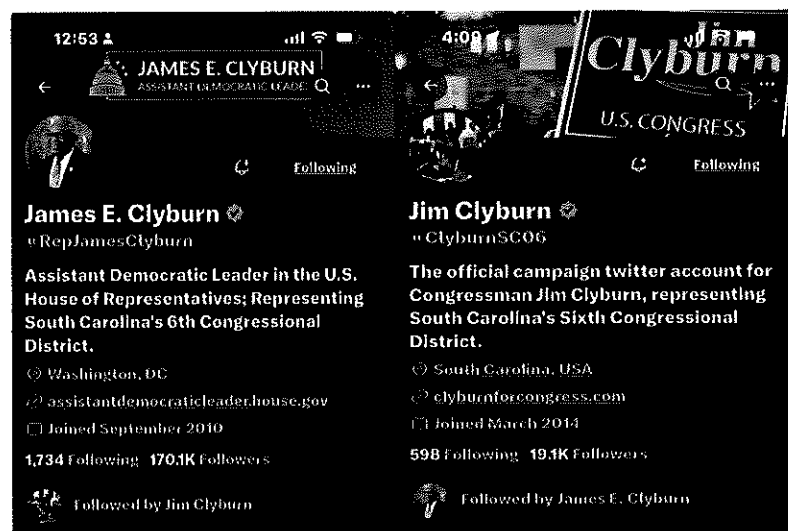 12:53
JAMES E. CLYBURN
ASSISTANT DEMOCRATIC LEADER
Following
James E. Clyburn
@RepJamesClyburn
Assistant Democratic Leader in the U.S.
House of Representatives; Representing
South Carolina's 6th Congressional
District.
Washington, DC
assistantdemocraticleader.house.gov
Joined September 2010
1,734 Following 170.1K Followers
Followed by Jim Clyburn
4:09
Jim
Clyburn
U.S. CONGRESS
Following
Jim Clyburn
@ClyburnSC06
The official campaign twitter account for
Congressman Jim Clyburn, representing
South Carolina's Sixth Congressional
District.
South Carolina, USA
clyburnforcongress.com
Joined March 2014
598 Following 19.1K Followers
Followed by James E. Clyburn